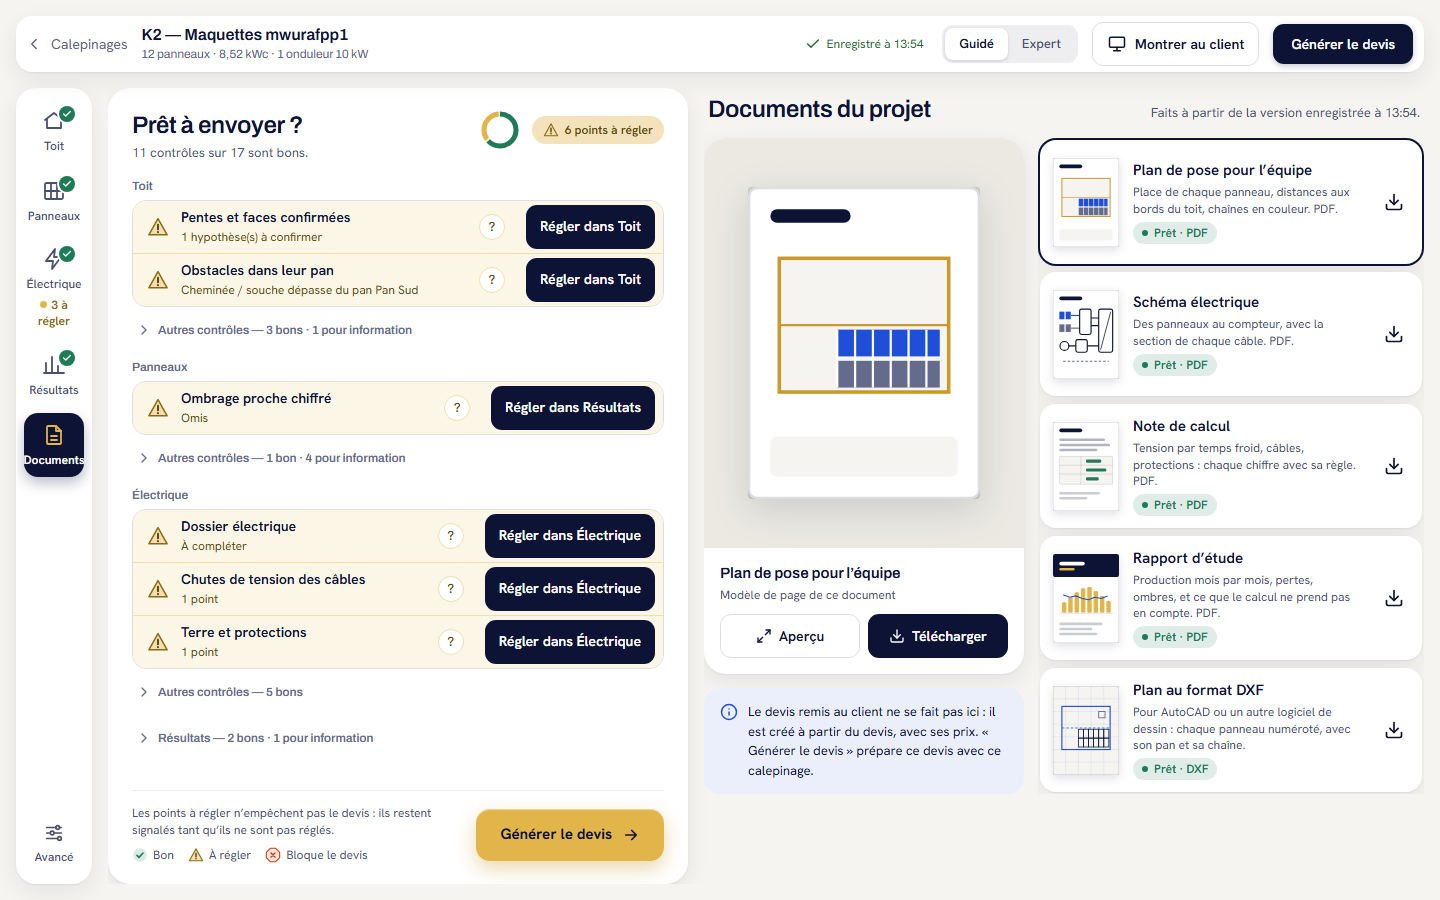 Calepinages
K2 — Maquettes mwurafpp1
12 panneaux · 8,52 kWc · 1 onduleur 10 kW
Enregistré à 13:54
Guidé
Expert
Montrer au client
Générer le devis
Toit
Panneaux
Électrique
3 à
régler
Résultats
Documents
Avancé
Prêt à envoyer ?
11 contrôles sur 17 sont bons.
6 points à régler
Toit
Pentes et faces confirmées
1 hypothèse(s) à confirmer
?
Régler dans Toit
Obstacles dans leur pan
Cheminée / souche dépasse du pan Pan Sud
?
Régler dans Toit
Autres contrôles — 3 bons · 1 pour information
Panneaux
Ombrage proche chiffré
Omis
?
Régler dans Résultats
Autres contrôles — 1 bon · 4 pour information
Électrique
Dossier électrique
À compléter
?
Régler dans Électrique
Chutes de tension des câbles
1 point
?
Régler dans Électrique
Terre et protections
1 point
?
Régler dans Électrique
Autres contrôles — 5 bons
Résultats — 2 bons · 1 pour information
Les points à régler n’empêchent pas le devis : ils restent
signalés tant qu’ils ne sont pas réglés.
Bon
À régler
Bloque le devis
Générer le devis
Documents du projet
Faits à partir de la version enregistrée à 13:54.
Plan de pose pour l’équipe
Modèle de page de ce document
Aperçu
Télécharger
Le devis remis au client ne se fait pas ici : il
est créé à partir du devis, avec ses prix. «
Générer le devis » prépare ce devis avec ce
calepinage.
Plan de pose pour l’équipe
Place de chaque panneau, distances aux
bords du toit, chaînes en couleur. PDF.
Prêt · PDF
Schéma électrique
Des panneaux au compteur, avec la
section de chaque câble. PDF.
Prêt · PDF
Note de calcul
Tension par temps froid, câbles,
protections : chaque chiffre avec sa règle.
PDF.
Prêt · PDF
Rapport d’étude
Production mois par mois, pertes,
ombres, et ce que le calcul ne prend pas
en compte. PDF.
Prêt · PDF
Plan au format DXF
Pour AutoCAD ou un autre logiciel de
dessin : chaque panneau numéroté, avec
son pan et sa chaîne.
Prêt · DXF